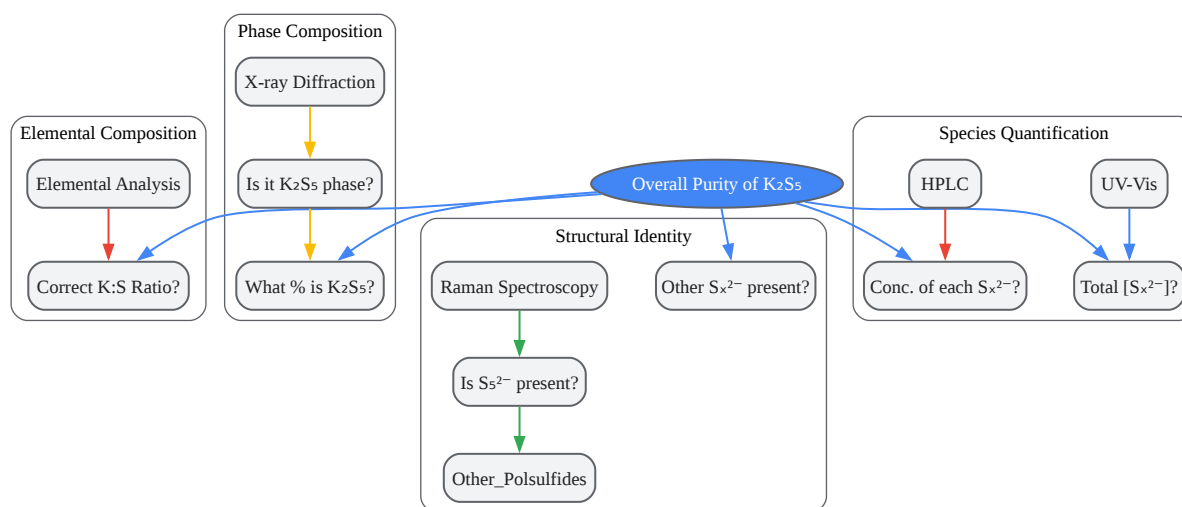 Phase Composition
X-ray Diffraction
Elemental Composition
Species Quantification
Elemental Analysis
Is it K₂S₅ phase?
Overall Purity of K₂S₅
HPLC
UV-Vis
Structural Identity
Correct K:S Ratio?
What % is K₂S₅?
Raman Spectroscopy
Other Sₓ²⁻ present?
Conc. of each Sₓ²⁻?
Total [Sₓ²⁻]?
Is S₅²⁻ present?
Other_Polsulfides